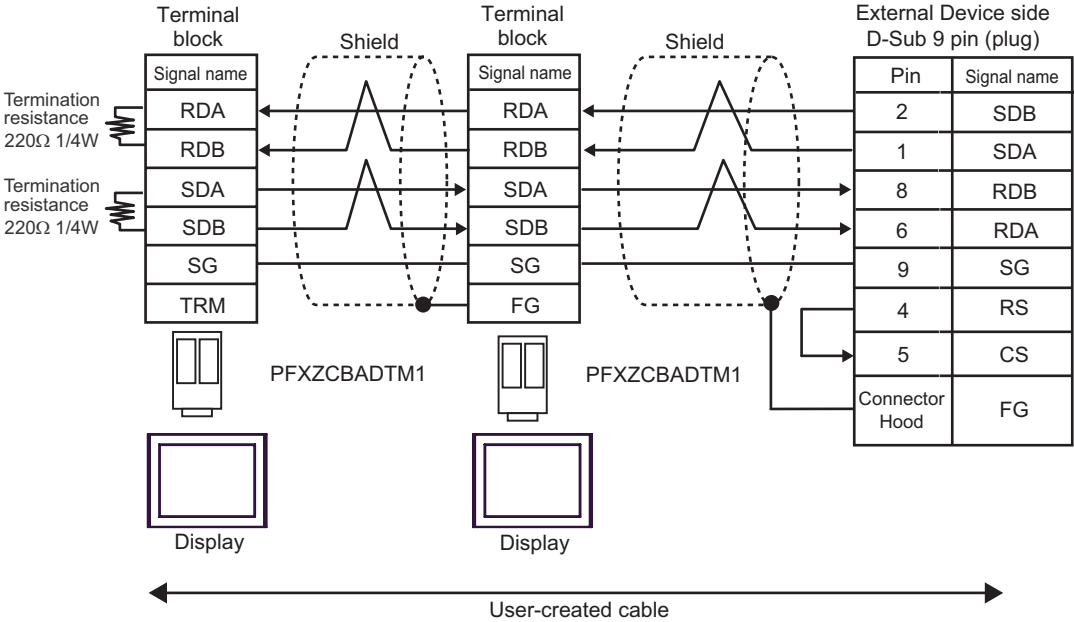 Terminal
block
Terminal
block
External Device side
D-Sub 9 pin (plug)
Shield
Shield
Signal name
Signal name
Pin
Signal name
Termination
resistance
220Ω 1/4W
RDA
RDA
2
SDB
RDB
RDB
1
SDA
Termination
resistance
220Ω 1/4W
SDA
SDA
8
RDB
SDB
SDB
6
RDA
SG
SG
9
SG
TRM
FG
4
RS
5
CS
PFXZCBADTM1
PFXZCBADTM1
Connector
Hood
FG
Display
Display
User-created cable